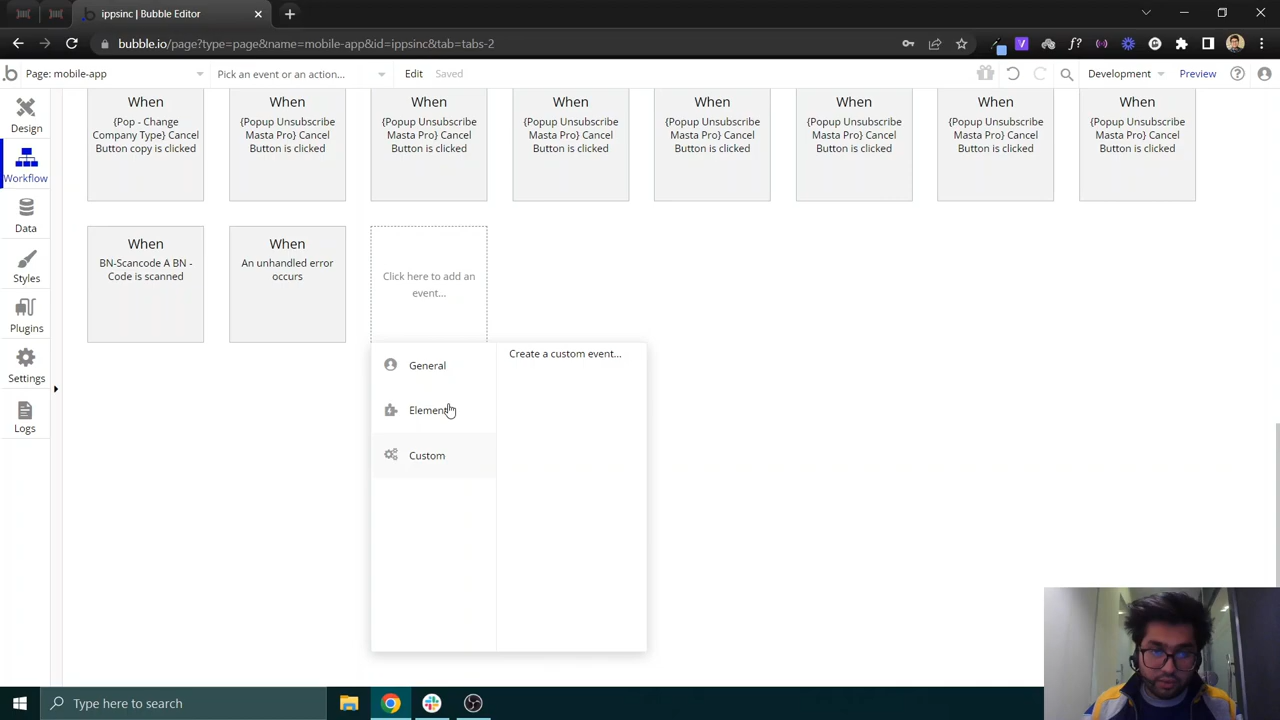 ippsinc | Bubble Editor
bubble.io/page?type=page&name=mobile-app&id=ippsinc&tab=tabs-2
Page: mobile-app
Pick an event or an action...
Edit
Saved
Development
Preview
Design
Workflow
Data
Styles
Plugins
Settings
Logs
When
{Pop - Change
Company Type} Cancel
Button copy is clicked
When
{Popup Unsubscribe
Masta Pro} Cancel
Button is clicked
When
{Popup Unsubscribe
Masta Pro} Cancel
Button is clicked
When
{Popup Unsubscribe
Masta Pro} Cancel
Button is clicked
When
{Popup Unsubscribe
Masta Pro} Cancel
Button is clicked
When
{Popup Unsubscribe
Masta Pro} Cancel
Button is clicked
When
{Popup Unsubscribe
Masta Pro} Cancel
Button is clicked
When
{Popup Unsubscribe
Masta Pro} Cancel
Button is clicked
When
BN-Scancode A BN -
Code is scanned
When
An unhandled error
occurs
Click here to add an
event...
General
Elements
Custom
Create a custom event...
Type here to search